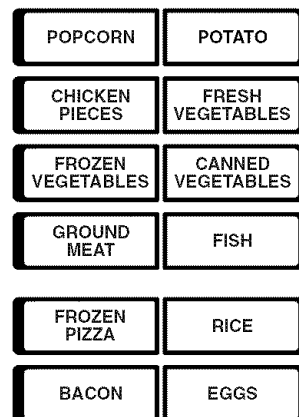 POPCORN
POTATO
CHICKEN
PIECES
FRESH
VEGETABLES
FROZEN
VEGETABLES
CANNED
VEGETABLES
GROUND
MEAT
FISH
FROZEN
PIZZA
RICE
BACON
EGGS